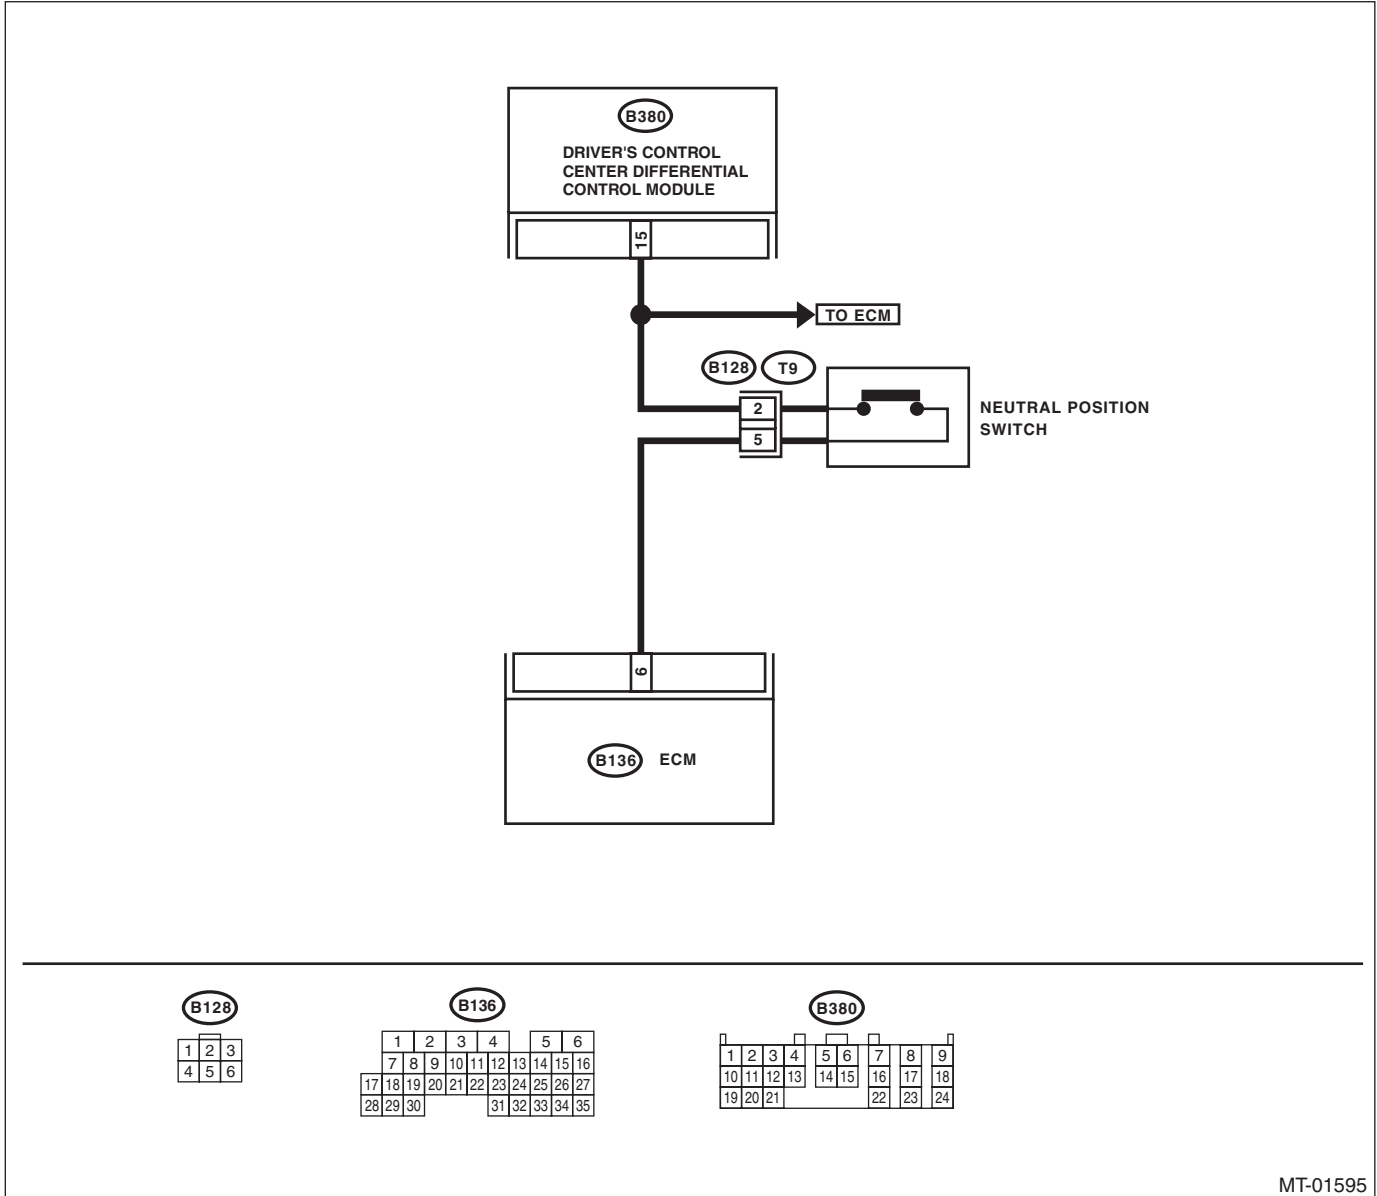 B380
DRIVER'S CONTROL
CENTER DIFFERENTIAL
CONTROL MODULE
15
TO ECM
B128 T9
2
5
NEUTRAL POSITION
SWITCH
6
B136 ECM
B128
1 2 3
4 5 6
B136
1 2 3 4 5 6
7 8 9 10 11 12 13 14 15 16
17 18 19 20 21 22 23 24 25 26 27
28 29 30 31 32 33 34 35
B380
1 2 3 4 5 6 7 8 9
10 11 12 13 14 15 16 17 18
19 20 21 22 23 24
MT-01595